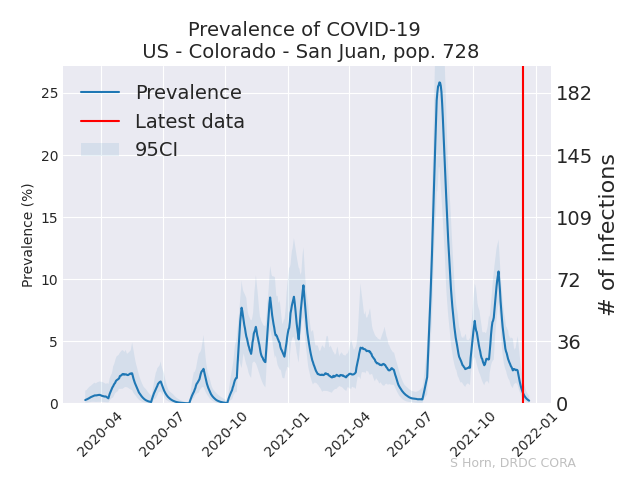 Prevalence of COVID-19
US - Colorado - San Juan, pop. 728
Prevalence
Latest data
95CI
Prevalence (%)
25
20
15
10
5
0
# of infections
182
145
109
72
36
0
2020-04
2020-07
2020-10
2021-01
2021-04
2021-07
2021-10
2022-01
S Horn, DRDC CORA